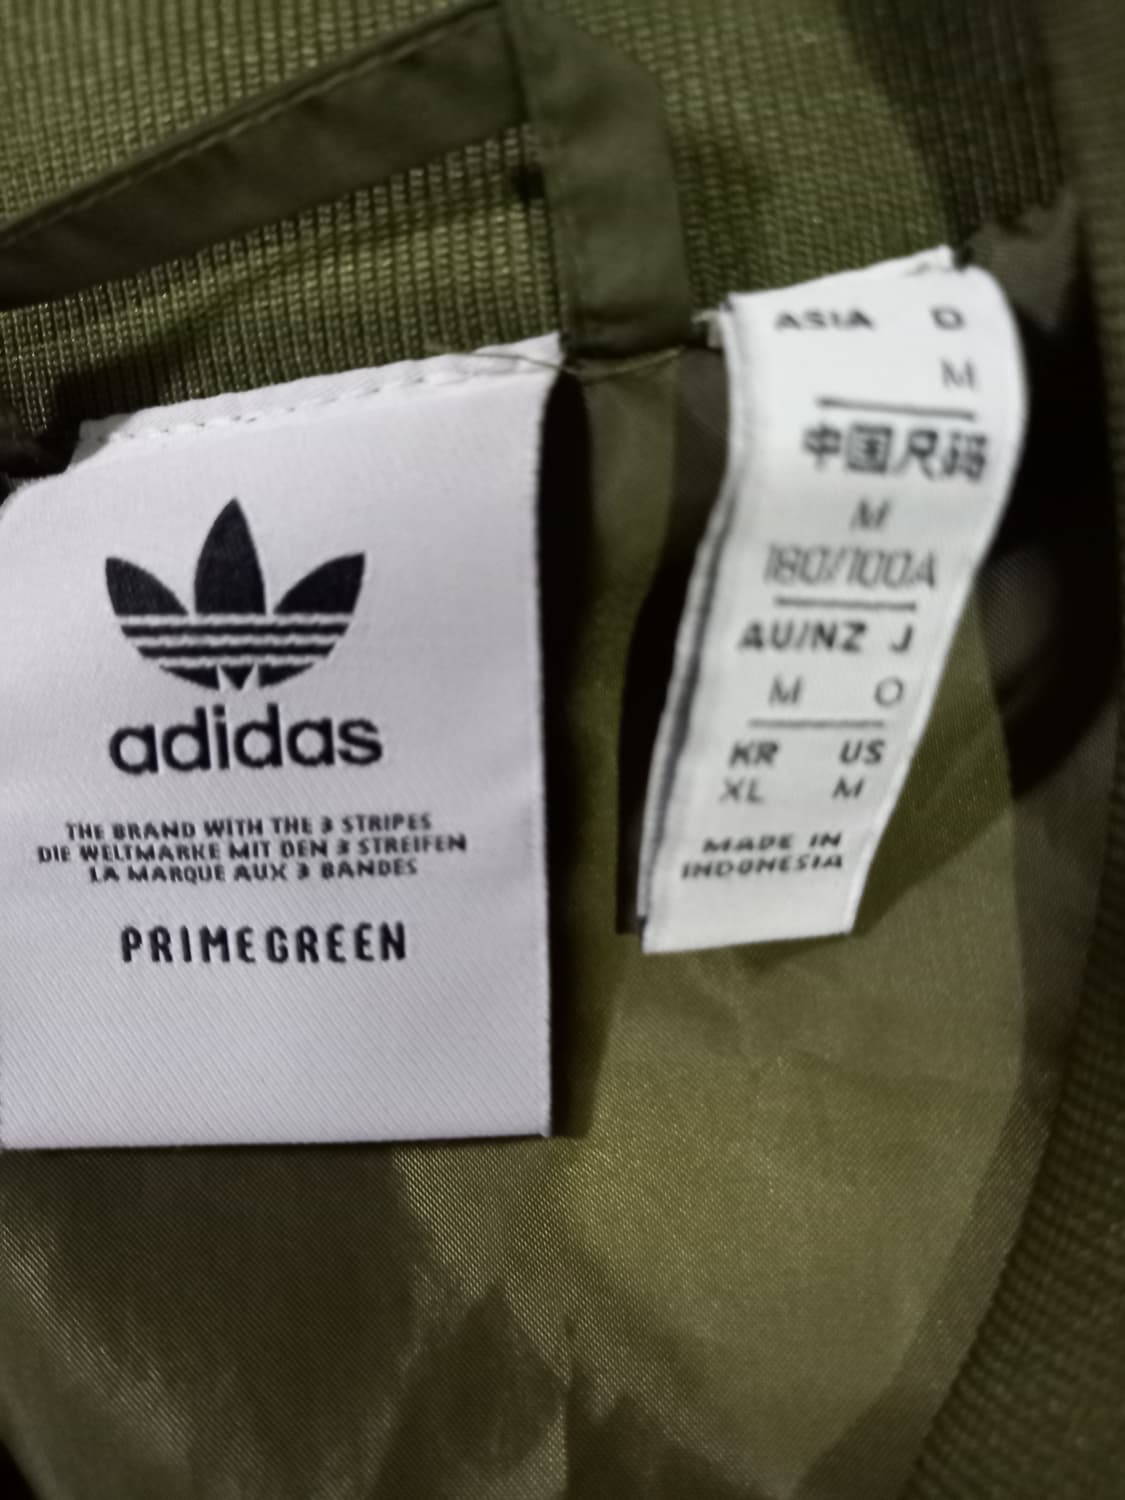 adidas
THE BRAND WITH THE 3 STRIPES
DIE WELTMARKE MIT DEN 3 STREIFEN
LA MARQUE AUX 3 BANDES
PRIMEGREEN
ASIA D
M
中国尺码
M
180/100A
AU/NZ J
M O
KR US
XL M
MADE IN
INDONESIA